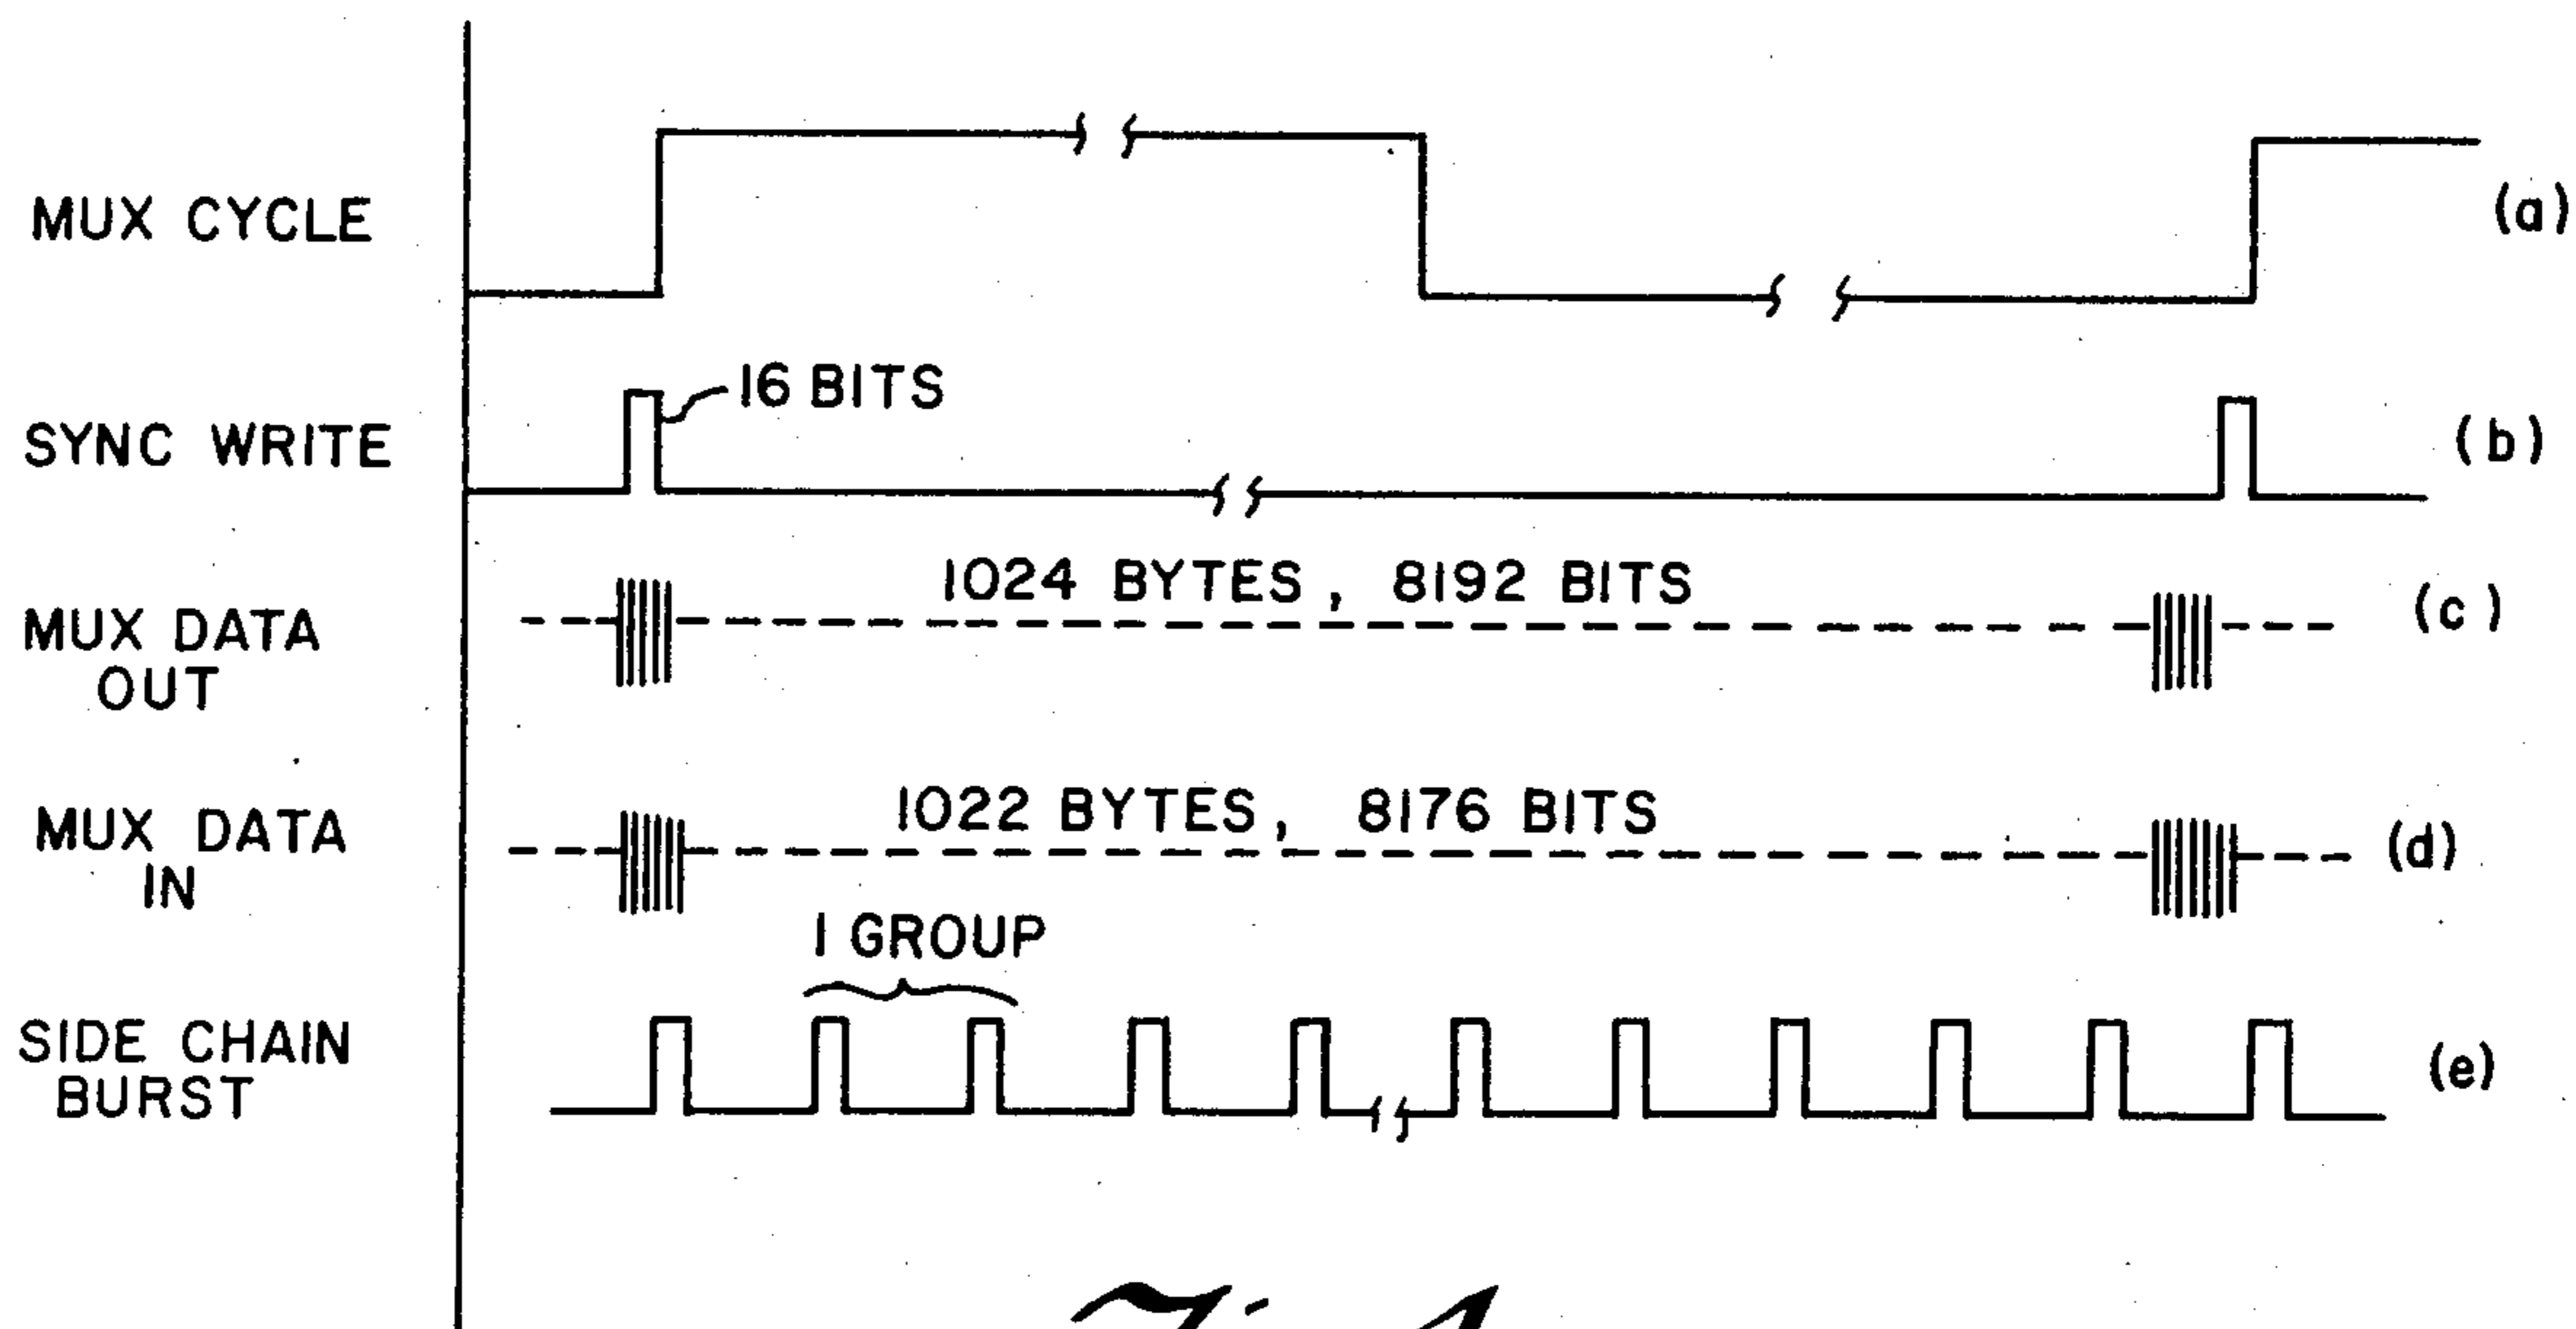 MUX CYCLE
(a)
16 BITS
SYNC WRITE
(b)
1024 BYTES, 8192 BITS
MUX DATA
OUT
(c)
1022 BYTES, 8176 BITS
MUX DATA
IN
(d)
1 GROUP
SIDE CHAIN
BURST
(e)